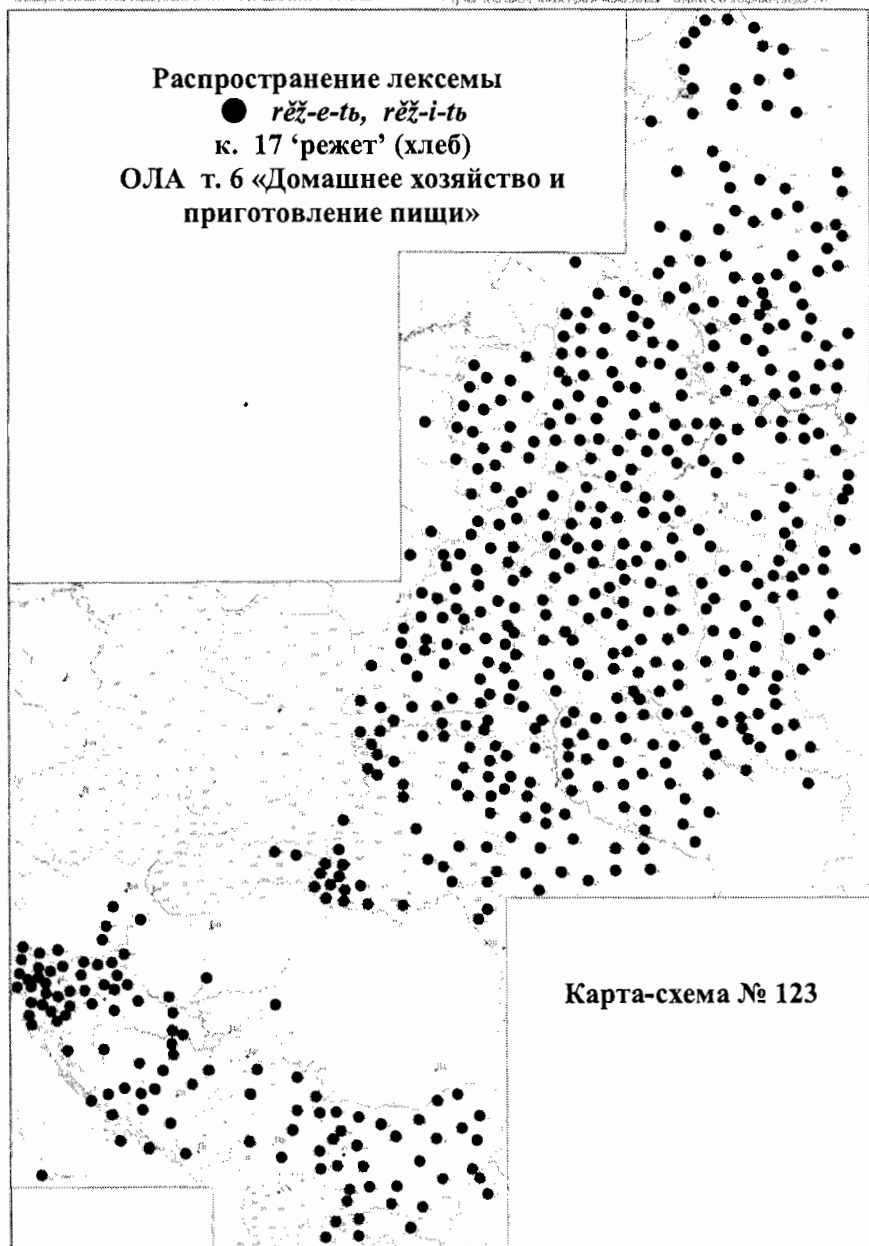 Распространение лексемы
● rěž-e-tь, rěž-i-tь
к. 17 ‘режет’ (хлеб)
ОЛА т. 6 «Домашнее хозяйство и
приготовление пищи»
Карта-схема № 123